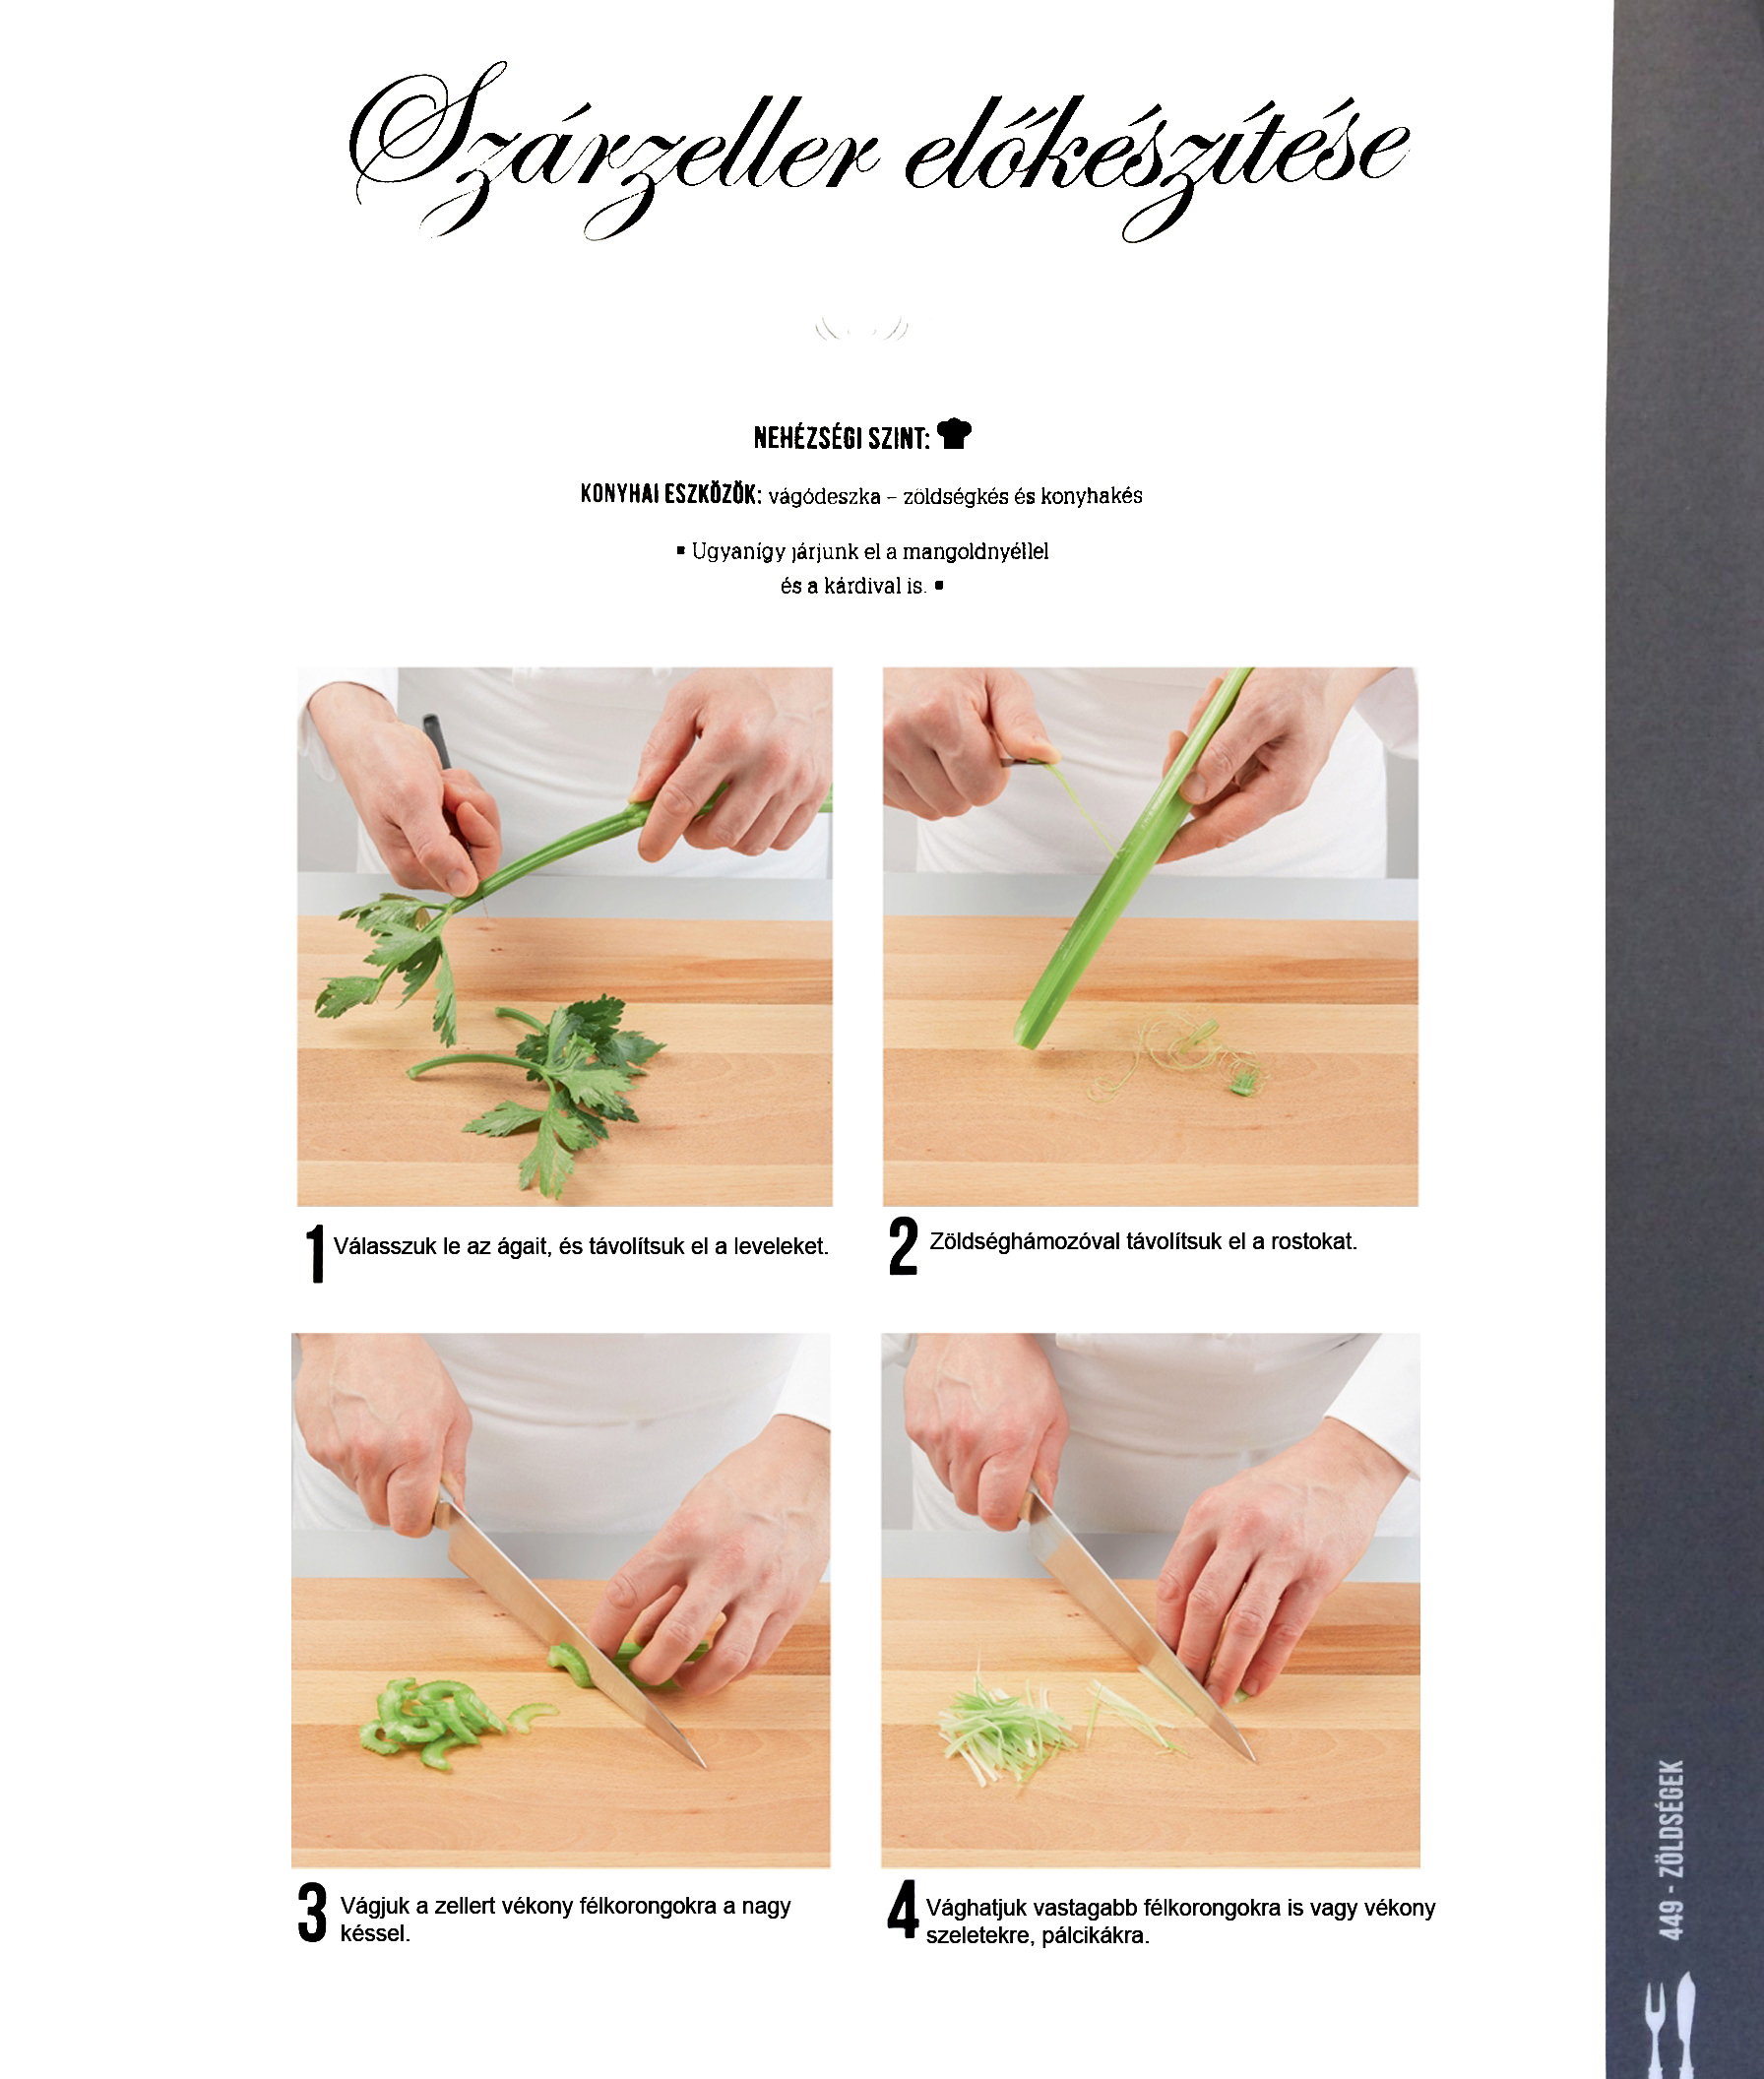 Szárzeller előkészítése
NEHÉZSÉGI SZINT:
KONYHAI ESZKÖZÖK: vágódeszka – zöldségkés és konyhakés
▪ Ugyanígy járjunk el a mangoldnyéllel
és a kárdival is. ▪
1 Válasszuk le az ágait, és távolítsuk el a leveleket.
2 Zöldséghámozóval távolítsuk el a rostokat.
3 Vágjuk a zellert vékony félkorongokra a nagy
késsel.
4 Vághatjuk vastagabb félkorongokra is vagy vékony
szeletekre, pálcikákra.
449 - ZÖLDSÉGEK